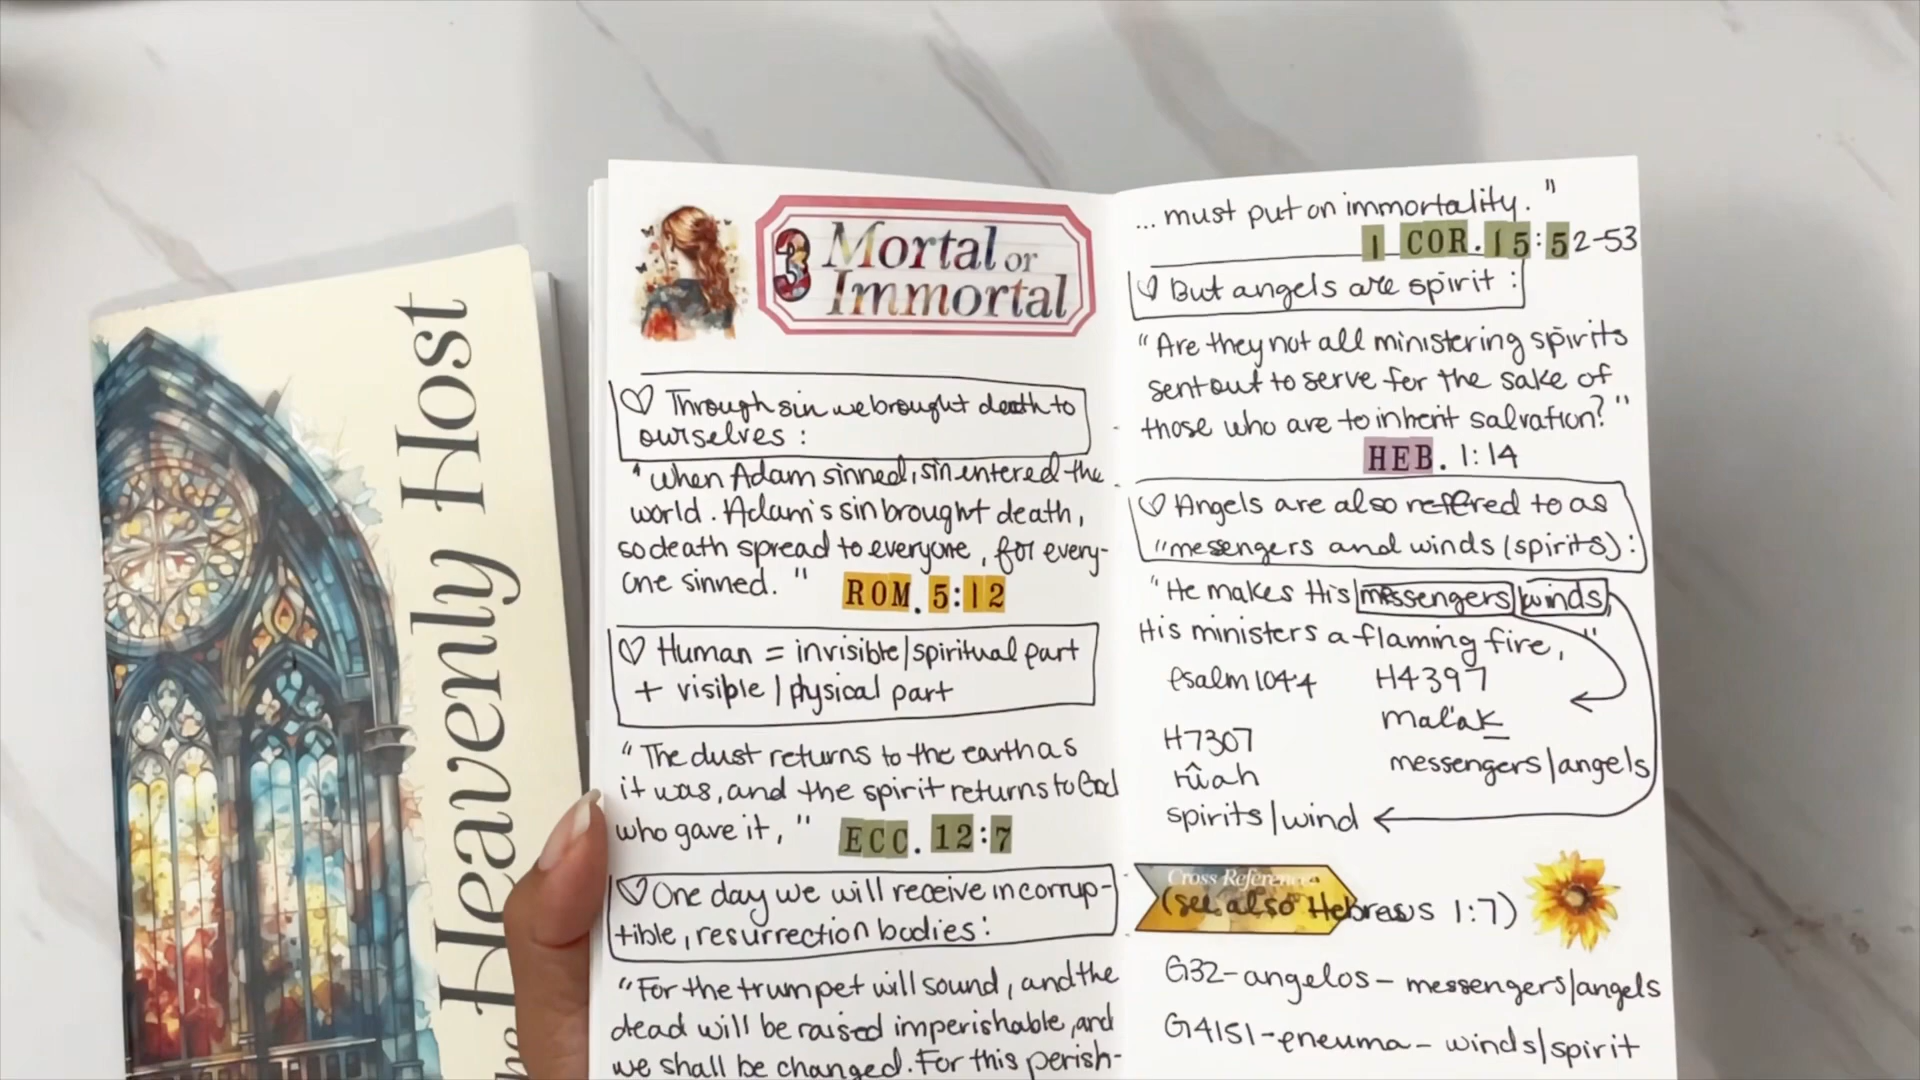 Heavenly Host
3 Mortal or
Immortal
Through sin we brought death to
ourselves:
"When Adam sinned, sin entered the
world. Adam's sin brought death,
so death spread to everyone, for every-
one sinned."
ROM. 5:12
Human = invisible/spiritual part
+ visible/physical part
"The dust returns to the earth as
it was, and the spirit returns to God
who gave it,"
ECC. 12:7
One day we will receive incorrup-
tible, resurrection bodies:
"For the trumpet will sound, and the
dead will be raised imperishable, and
we shall be changed. For this perish-
... must put on immortality."
1 COR. 15:52-53
But angels are spirit:
"Are they not all ministering spirits
sent out to serve for the sake of
those who are to inherit salvation?"
HEB. 1:14
Angels are also reffered to as
"messengers and winds (spirits):
"He makes His messengers winds,
His ministers a flaming fire,"
Psalm 104:4 H4397
mal'ak
messengers/angels
H7307
rûah
spirits/wind
Cross Reference
(see also Hebrews 1:7)
G32-angelos- messengers/angels
G4151-pneuma- winds/spirit